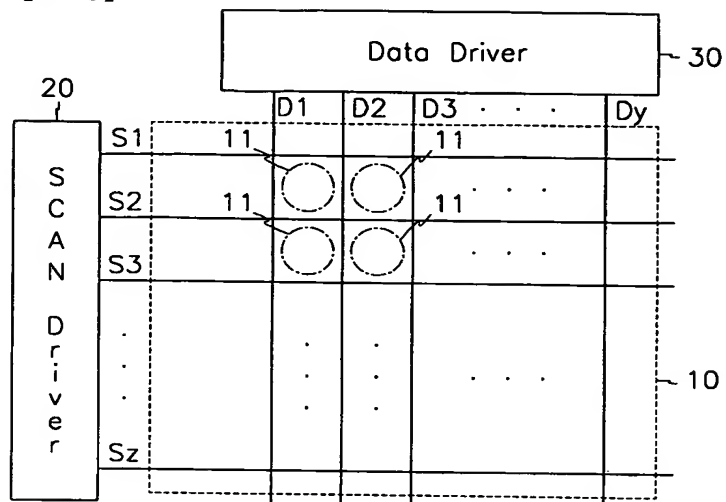 Data Driver
30
20
D1 D2 D3 · · · · Dy
S1 11 11
S2 11 11
S3
Sz
SCAN Driver
10